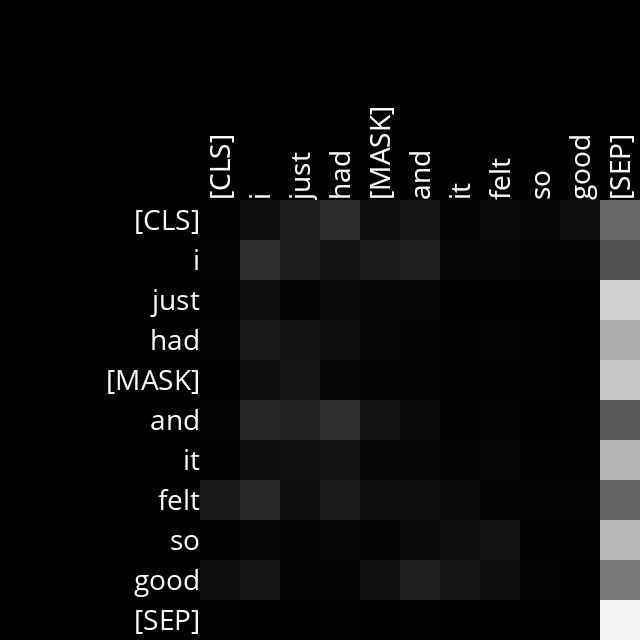 [CLS] i just had [MASK] and it felt so good [SEP]
[CLS]
i
just
had
[MASK]
and
it
felt
so
good
[SEP]